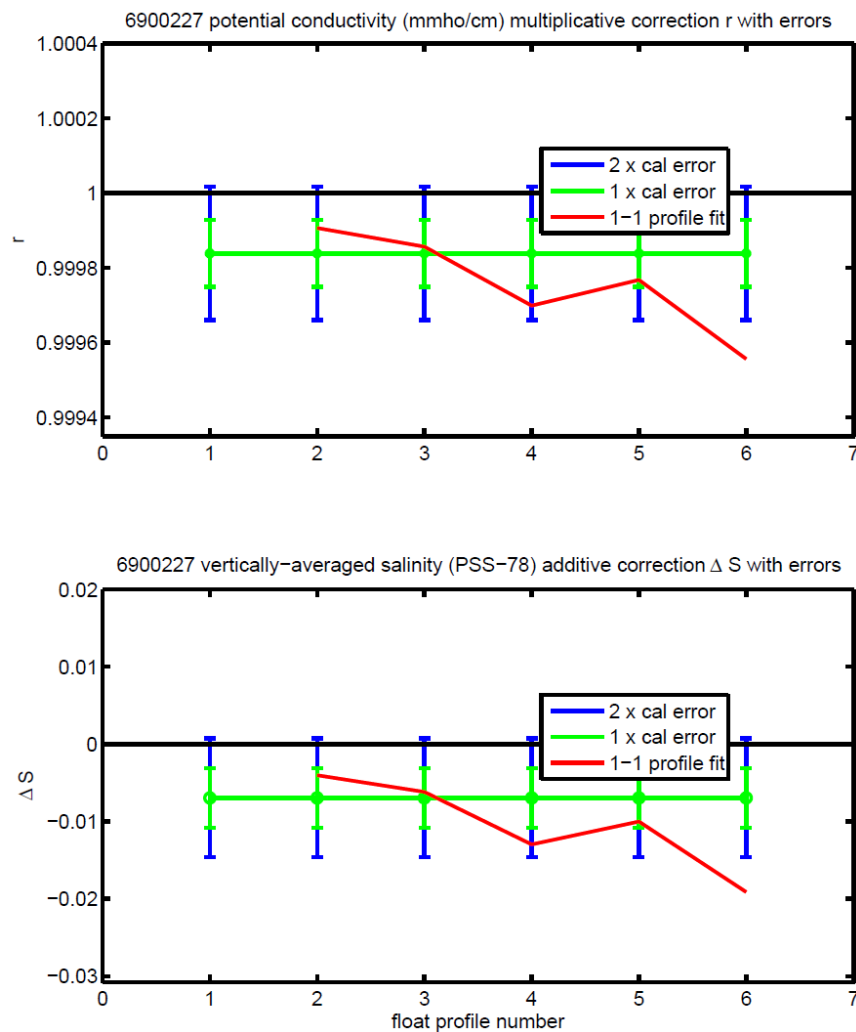 6900227 potential conductivity (mmho/cm) multiplicative correction r with errors
1.0004
1.0002
1
0.9998
0.9996
0.9994
r
2 x cal error
1 x cal error
1−1 profile fit
0 1 2 3 4 5 6 7
6900227 vertically−averaged salinity (PSS−78) additive correction Δ S with errors
0.02
0.01
0
−0.01
−0.02
−0.03
Δ S
2 x cal error
1 x cal error
1−1 profile fit
0 1 2 3 4 5 6 7
float profile number